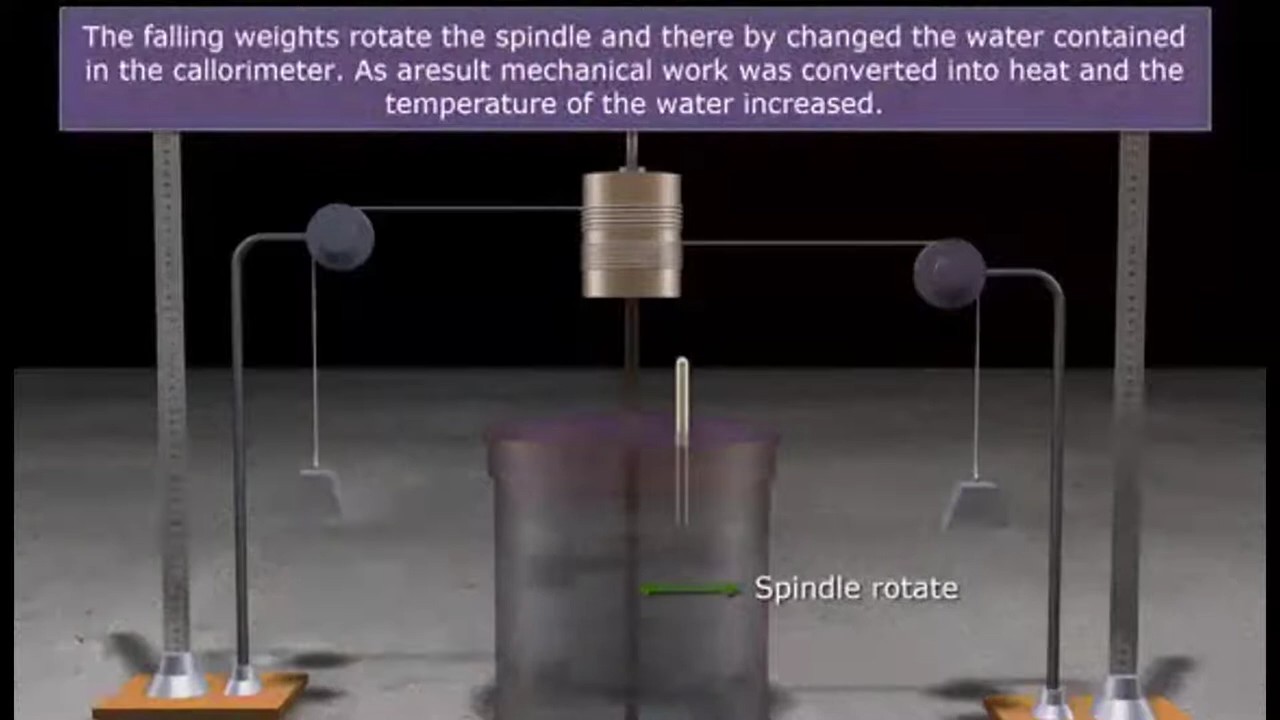 The falling weights rotate the spindle and there by changed the water contained
in the callorimeter. As aresult mechanical work was converted into heat and the
temperature of the water increased.
Spindle rotate